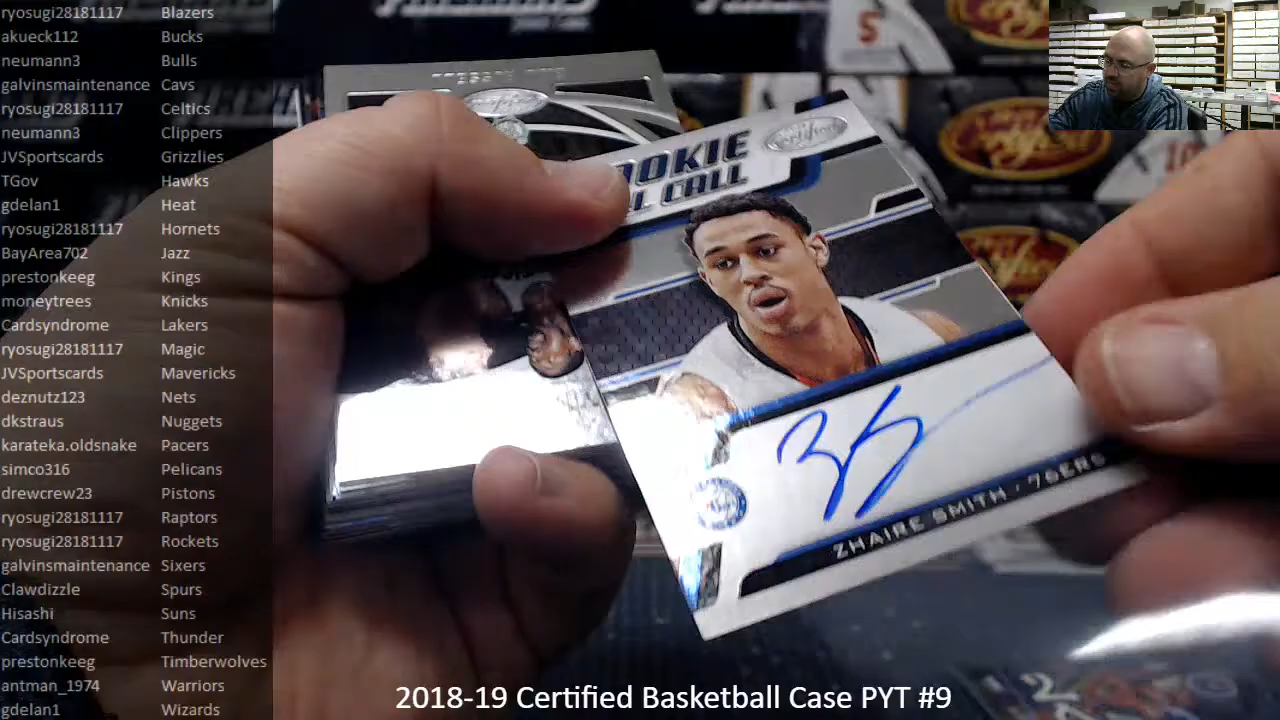 ryosugi28181117 Blazers
akueck112 Bucks
neumann3 Bulls
galvinsmaintenance Cavs
ryosugi28181117 Celtics
neumann3 Clippers
JVSportscards Grizzlies
TGov Hawks
gdelan1 Heat
ryosugi28181117 Hornets
BayArea702 Jazz
prestonkeeg Kings
moneytrees Knicks
Cardsyndrome Lakers
ryosugi28181117 Magic
JVSportscards Mavericks
deznutz123 Nets
dkstraus Nuggets
karateka.oldsnake Pacers
simco316 Pelicans
drewcrew23 Pistons
ryosugi28181117 Raptors
ryosugi28181117 Rockets
galvinsmaintenance Sixers
Clawdizzle Spurs
Hisashi Suns
Cardsyndrome Thunder
prestonkeeg Timberwolves
antman_1974 Warriors
gdelan1 Wizards
OOKIE
LL CALL
Certified
ZHAIRE SMITH · 76ERS
2018-19 Certified Basketball Case PYT #9